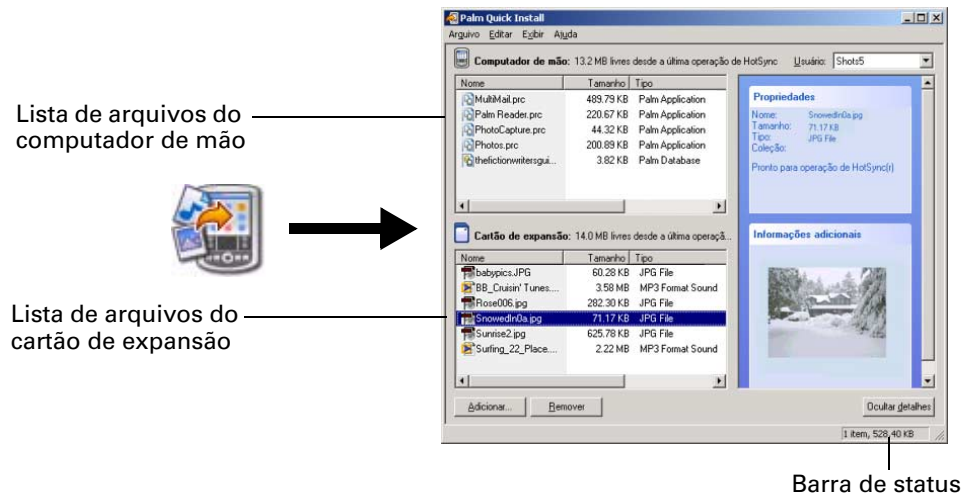 Palm Quick Install
Arquivo Editar Exibir Ajuda
Computador de mão: 13.2 MB livres desde a última operação de HotSync Usuário: Shots5
Nome Tamanho Tipo
MultiMail.prc 489.79 KB Palm Application
Palm Reader.prc 220.67 KB Palm Application
PhotoCapture.prc 44.32 KB Palm Application
Photos.prc 200.89 KB Palm Application
thefictionwritersgui... 3.82 KB Palm Database
Propriedades
Nome: SnowedIn0a.jpg
Tamanho: 71.17 KB
Tipo: JPG File
Coleção:
Pronto para operação de HotSync(r)
Lista de arquivos do
computador de mão
Cartão de expansão: 14.0 MB livres desde a última operaçã...
Nome Tamanho Tipo
babypics.JPG 60.28 KB JPG File
BB_Cruisin' Tunes.... 3.58 MB MP3 Format Sound
Rose006.jpg 282.30 KB JPG File
SnowedIn0a.jpg 71.17 KB JPG File
Sunrise2.jpg 625.78 KB JPG File
Surfing_22_Place.... 2.22 MB MP3 Format Sound
Informações adicionais
Lista de arquivos do
cartão de expansão
Adicionar... Remover Ocultar detalhes
1 item, 528,40 KB
Barra de status